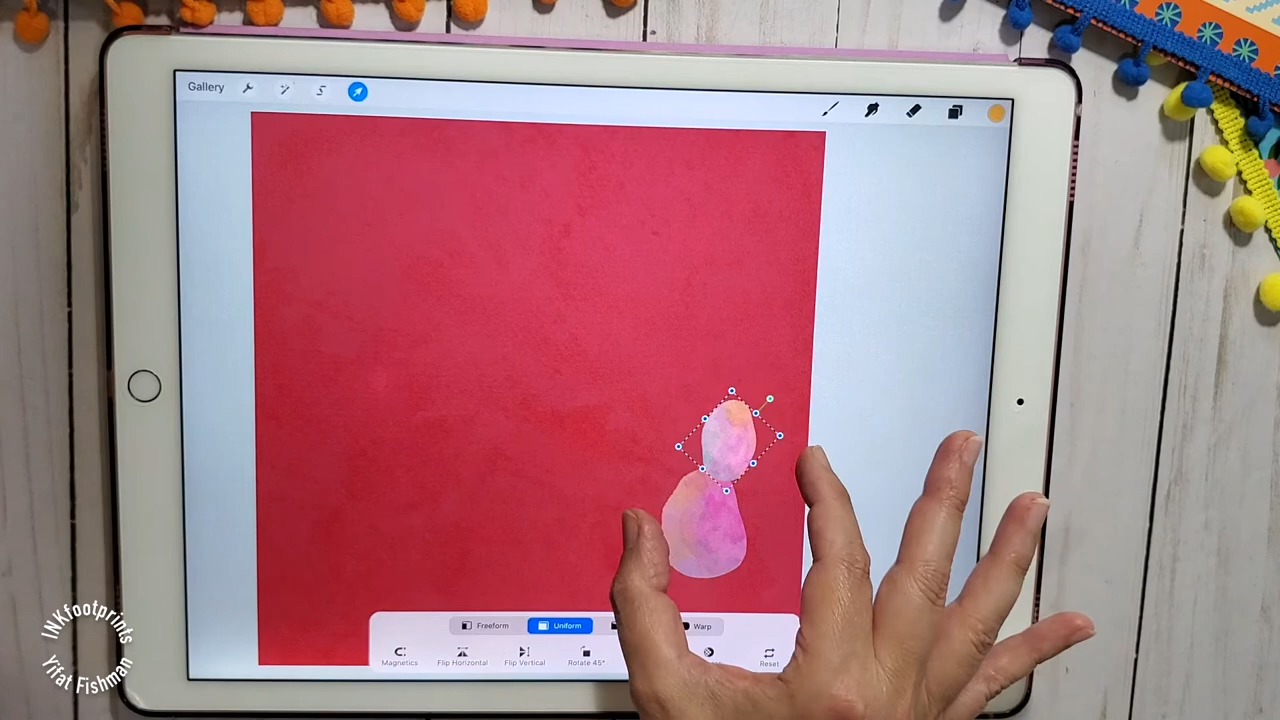 Gallery
Freeform
Uniform
Warp
Magnetics
Flip Horizontal
Flip Vertical
Rotate 45°
Reset
INKfootprints
Yifat Fishman